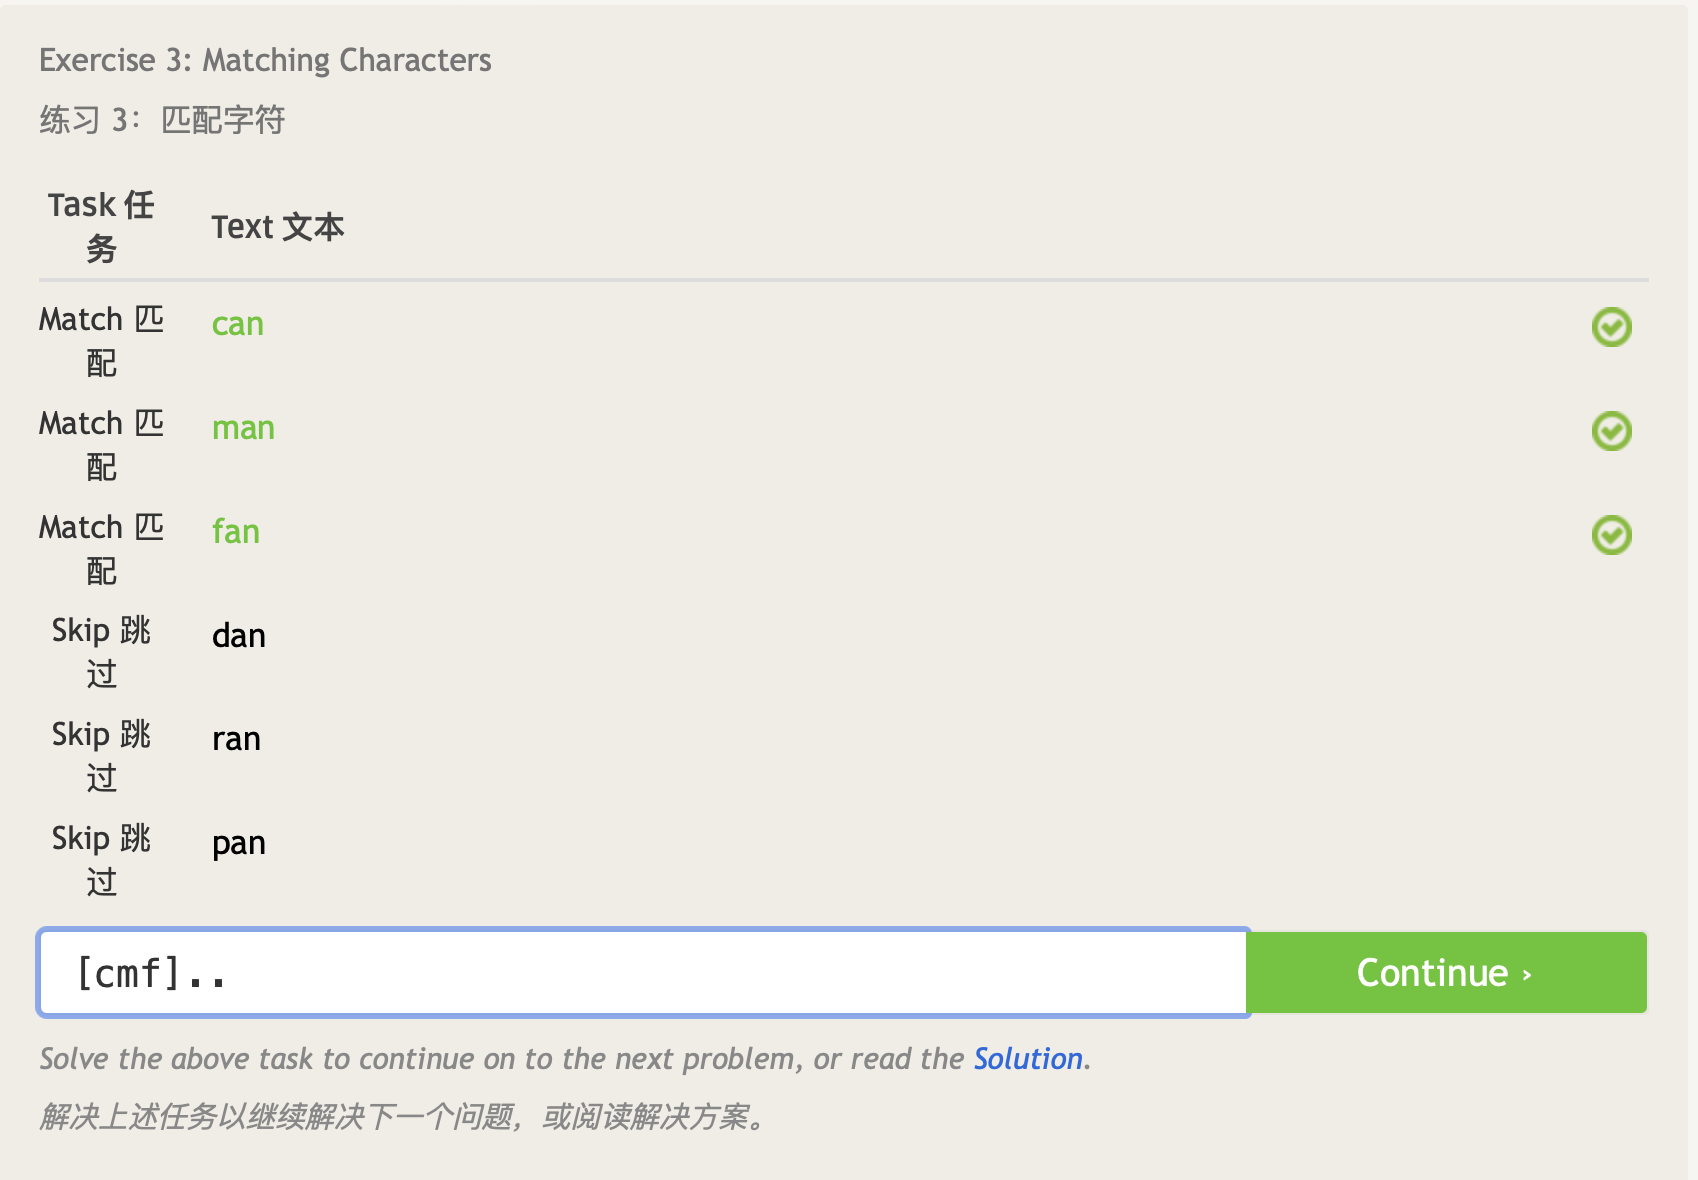 Exercise 3: Matching Characters
练习 3：匹配字符
Task 任
务
Text 文本
Match 匹
配
can
Match 匹
配
man
Match 匹
配
fan
Skip 跳
过
dan
Skip 跳
过
ran
Skip 跳
过
pan
[cmf]..
Continue ›
Solve the above task to continue on to the next problem, or read the Solution.
解决上述任务以继续解决下一个问题，或阅读解决方案。